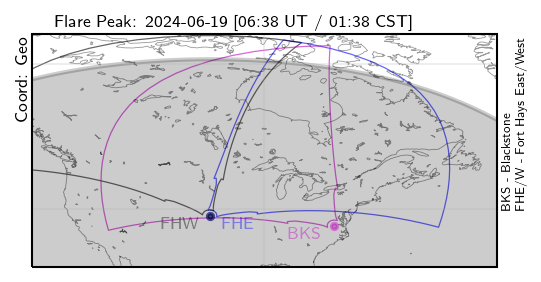 Flare Peak: 2024-06-19 [06:38 UT / 01:38 CST]
Coord: Geo
FHW
FHE
BKS
BKS - Blackstone
FHE/W - Fort Hays East/West